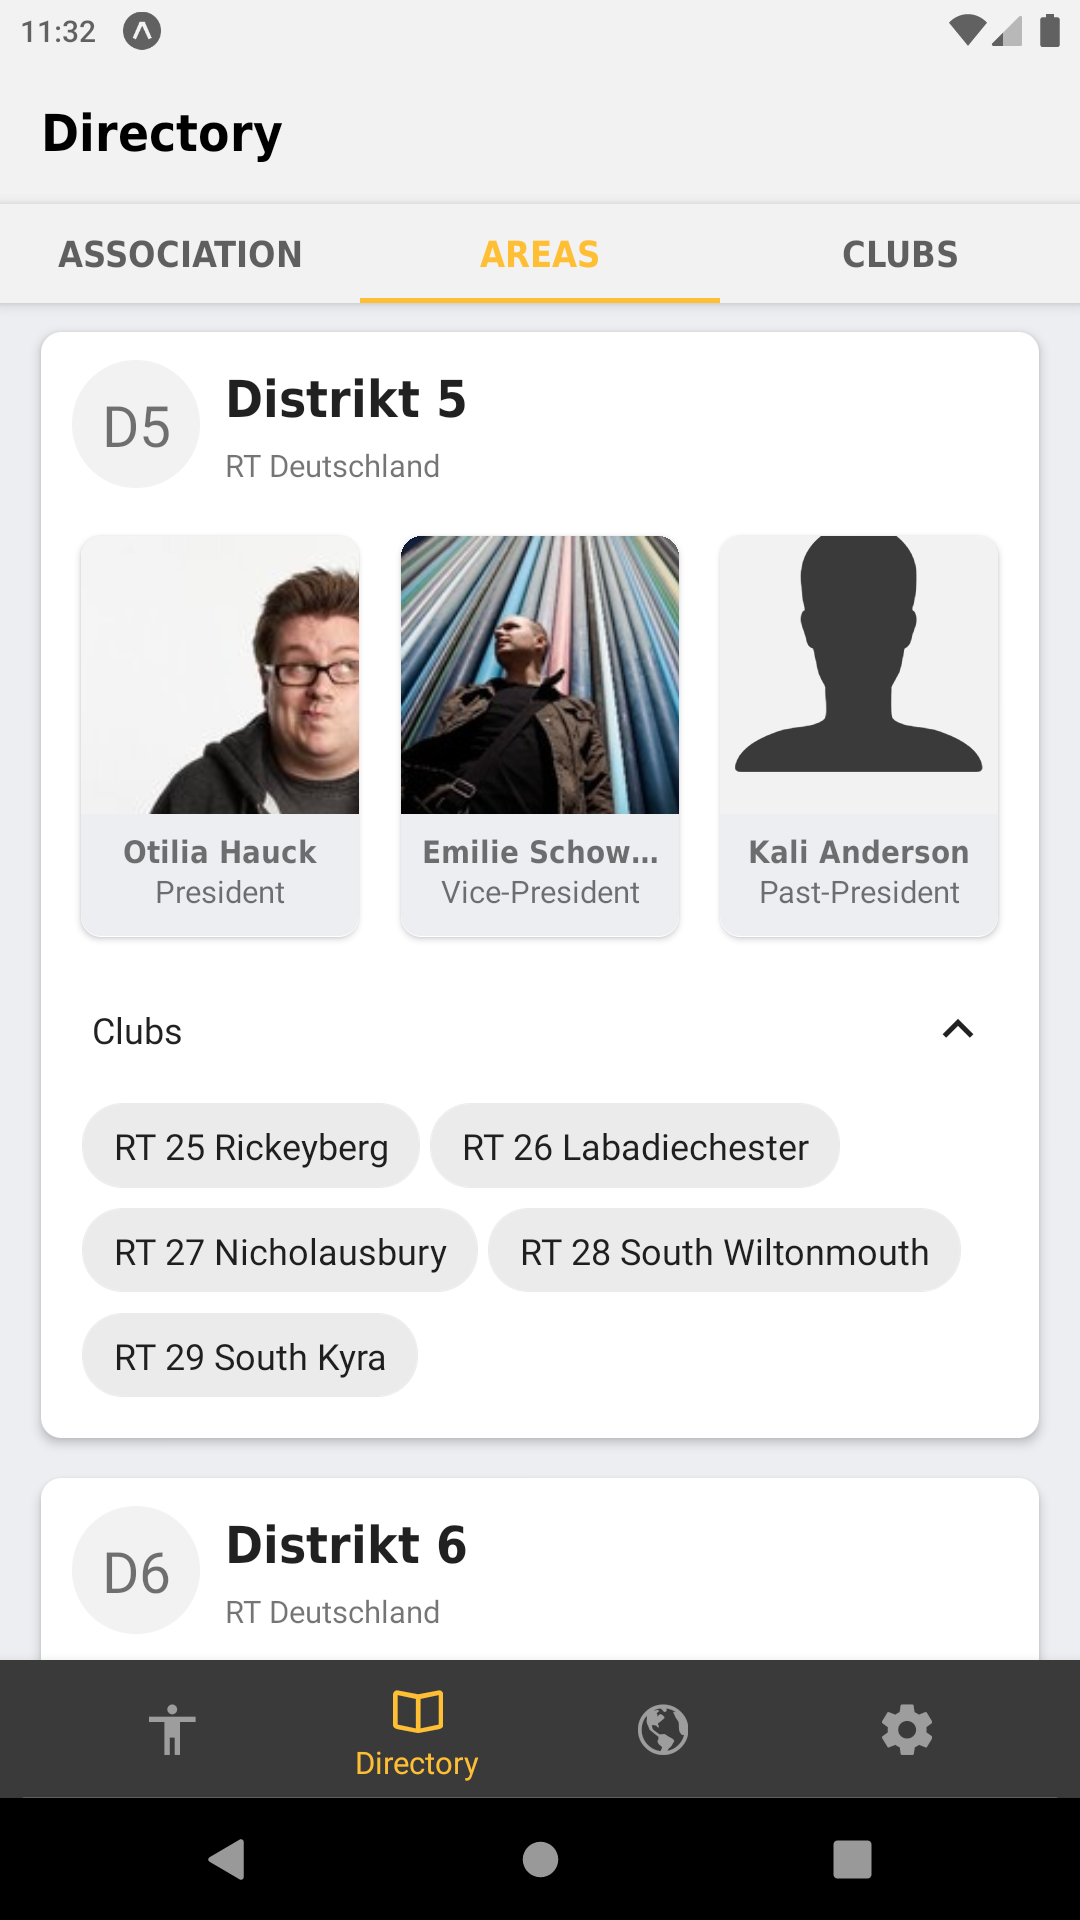 11:32
Directory
ASSOCIATION AREAS CLUBS
D5
Distrikt 5
RT Deutschland
Otilia Hauck Emilie Schow... Kali Anderson
President Vice-President Past-President
Clubs
RT 25 Rickeyberg RT 26 Labadiechester
RT 27 Nicholausbury RT 28 South Wiltonmouth
RT 29 South Kyra
D6
Distrikt 6
RT Deutschland
Directory